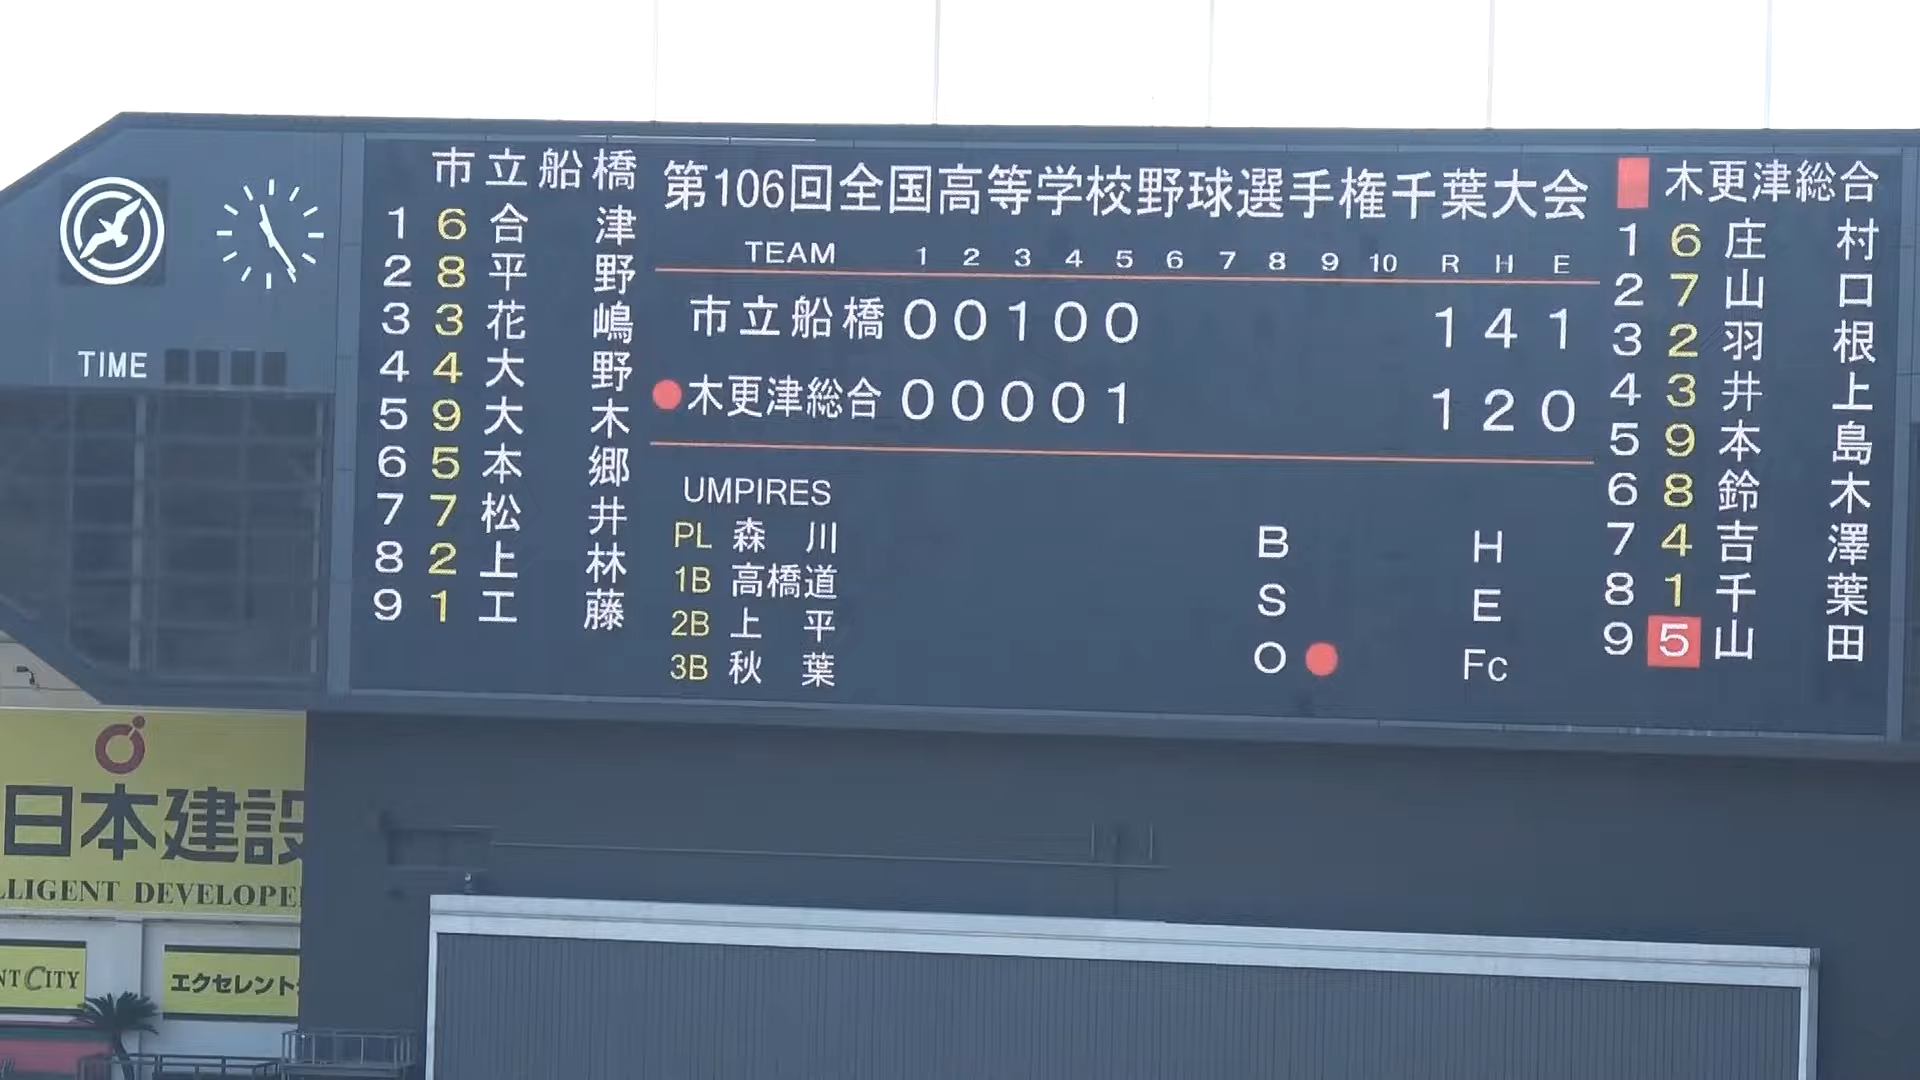 市立船橋
1 6 合津
2 8 平野
3 3 花嶋
4 4 大野
5 9 大木
6 5 本郷
7 7 松井
8 2 上林
9 1 工藤
TIME
第106回全国高等学校野球選手権千葉大会
TEAM 1 2 3 4 5 6 7 8 9 10 R H E
市立船橋 0 0 1 0 0 1 4 1
木更津総合 0 0 0 0 1 1 2 0
UMPIRES
PL 森川
1B 高橋道
2B 上平
3B 秋葉
B H
S E
O Fc
木更津総合
1 6 庄村
2 7 山口
3 2 羽根
4 3 井上
5 9 本島
6 8 鈴木
7 4 吉澤
8 1 千葉
9 5 山田
日本建設
LLIGENT DEVELOPE
NT CITY
エクセレント